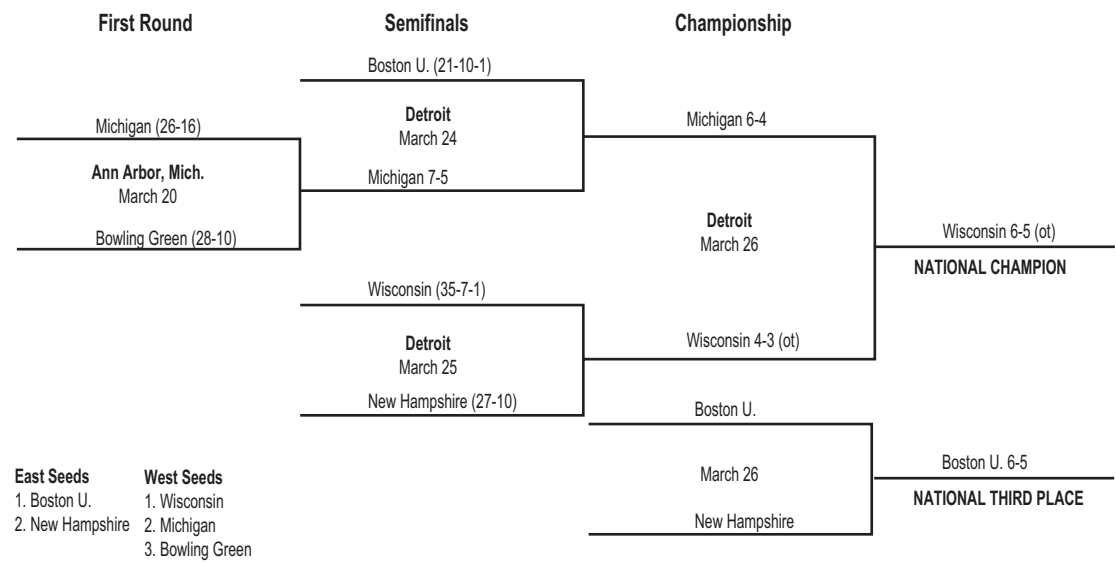 First Round
Semifinals
Championship
Boston U. (21-10-1)
Detroit
March 24
Michigan (26-16)
Ann Arbor, Mich.
March 20
Bowling Green (28-10)
Michigan 7-5
Michigan 6-4
Detroit
March 26
Wisconsin 6-5 (ot)
NATIONAL CHAMPION
Wisconsin (35-7-1)
Detroit
March 25
New Hampshire (27-10)
Wisconsin 4-3 (ot)
Boston U.
March 26
New Hampshire
Boston U. 6-5
NATIONAL THIRD PLACE
East Seeds
1. Boston U.
2. New Hampshire
West Seeds
1. Wisconsin
2. Michigan
3. Bowling Green